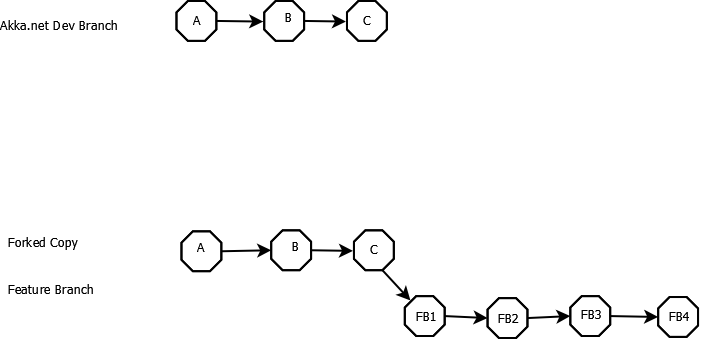 Akka.net Dev Branch
A B C
Forked Copy
A B C
Feature Branch
FB1 FB2 FB3 FB4